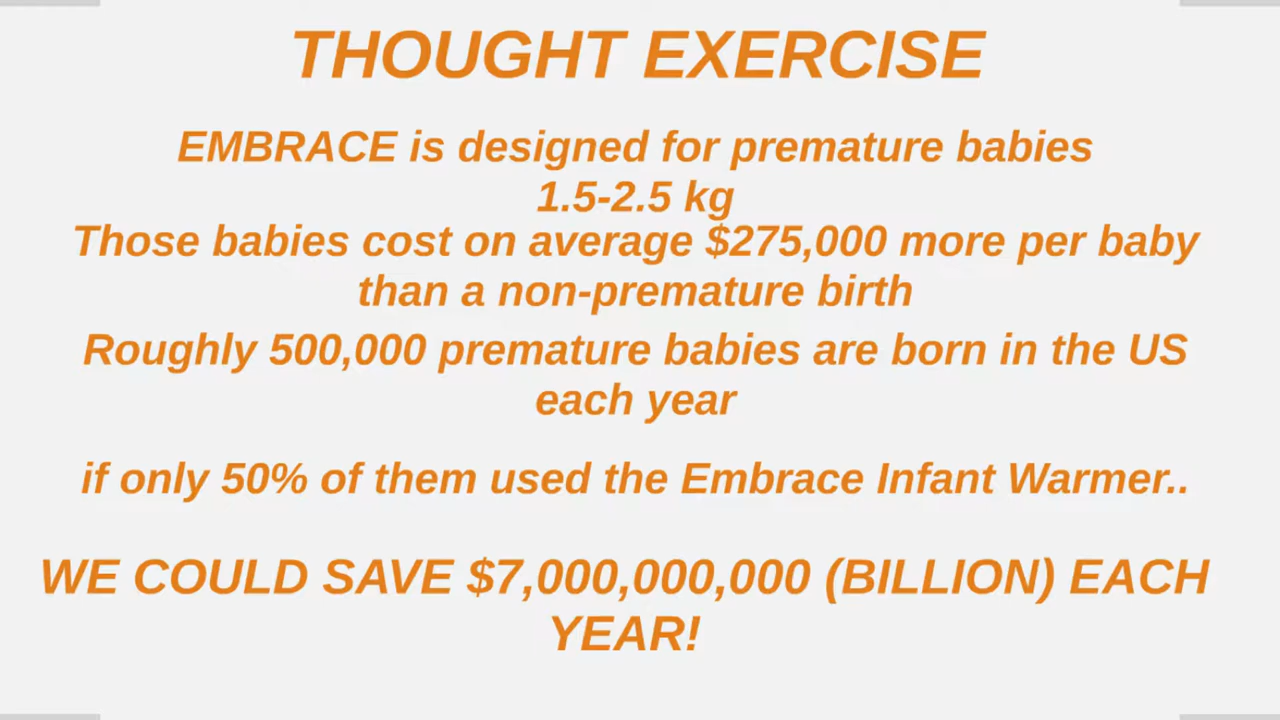 THOUGHT EXERCISE
EMBRACE is designed for premature babies
1.5-2.5 kg
Those babies cost on average $275,000 more per baby
than a non-premature birth
Roughly 500,000 premature babies are born in the US
each year
if only 50% of them used the Embrace Infant Warmer..
WE COULD SAVE $7,000,000,000 (BILLION) EACH
YEAR!